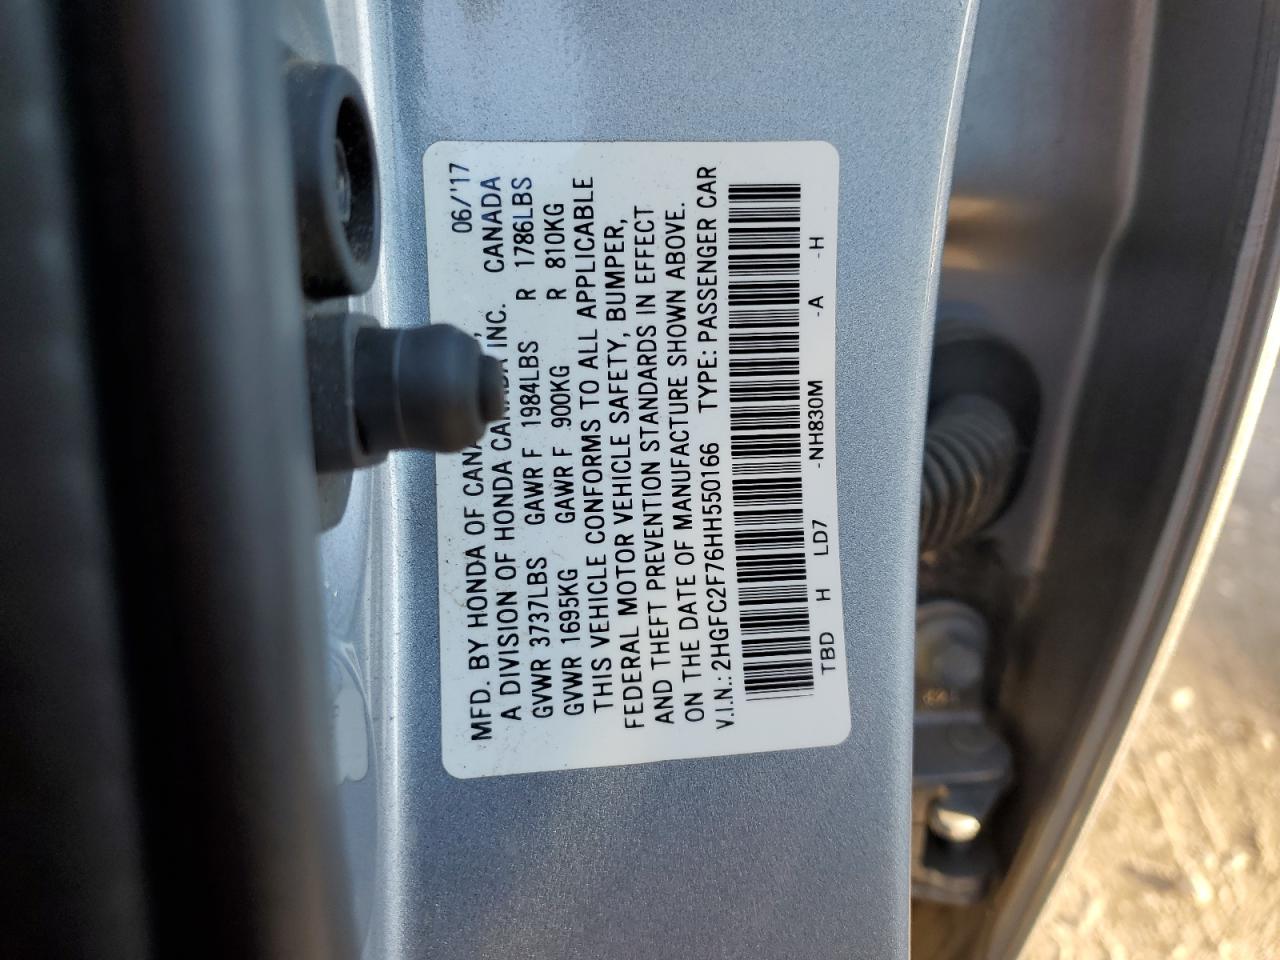 MFD. BY HONDA OF 06/'17
A DIVISION OF HONDA INC. CANADA
GVWR 3737LBS GAWR F 1984LBS R 1786LBS
GVWR 1695KG GAWR F 900KG R 810KG
THIS VEHICLE CONFORMS TO ALL APPLICABLE
FEDERAL MOTOR VEHICLE SAFETY, BUMPER,
AND THEFT PREVENTION STANDARDS IN EFFECT
ON THE DATE OF MANUFACTURE SHOWN ABOVE.
V.I.N.: 2HGFC2F76HH550166 TYPE: PASSENGER CAR
TBD H LD7 -NH830M -A -H